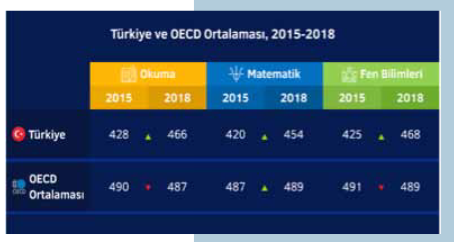 Türkiye ve OECD Ortalaması, 2015-2018
Okuma Matematik Fen Bilimleri
2015 2018 2015 2018 2015 2018
Türkiye 428 466 420 454 425 468
OECD
Ortalaması 490 487 487 489 491 489